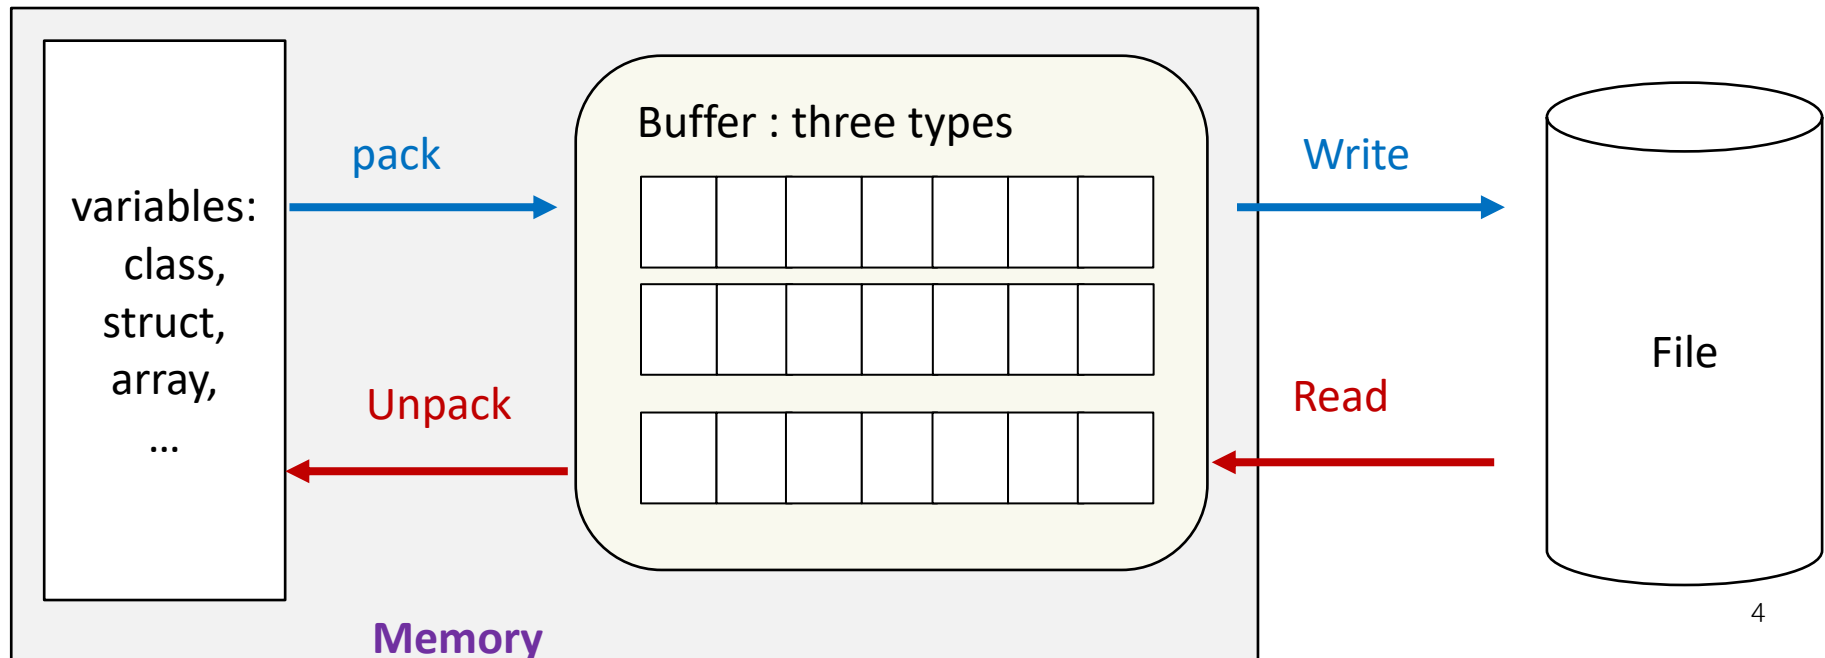 variables:
class,
struct,
array,
…
pack
Unpack
Buffer : three types
Write
Read
File
Memory
4